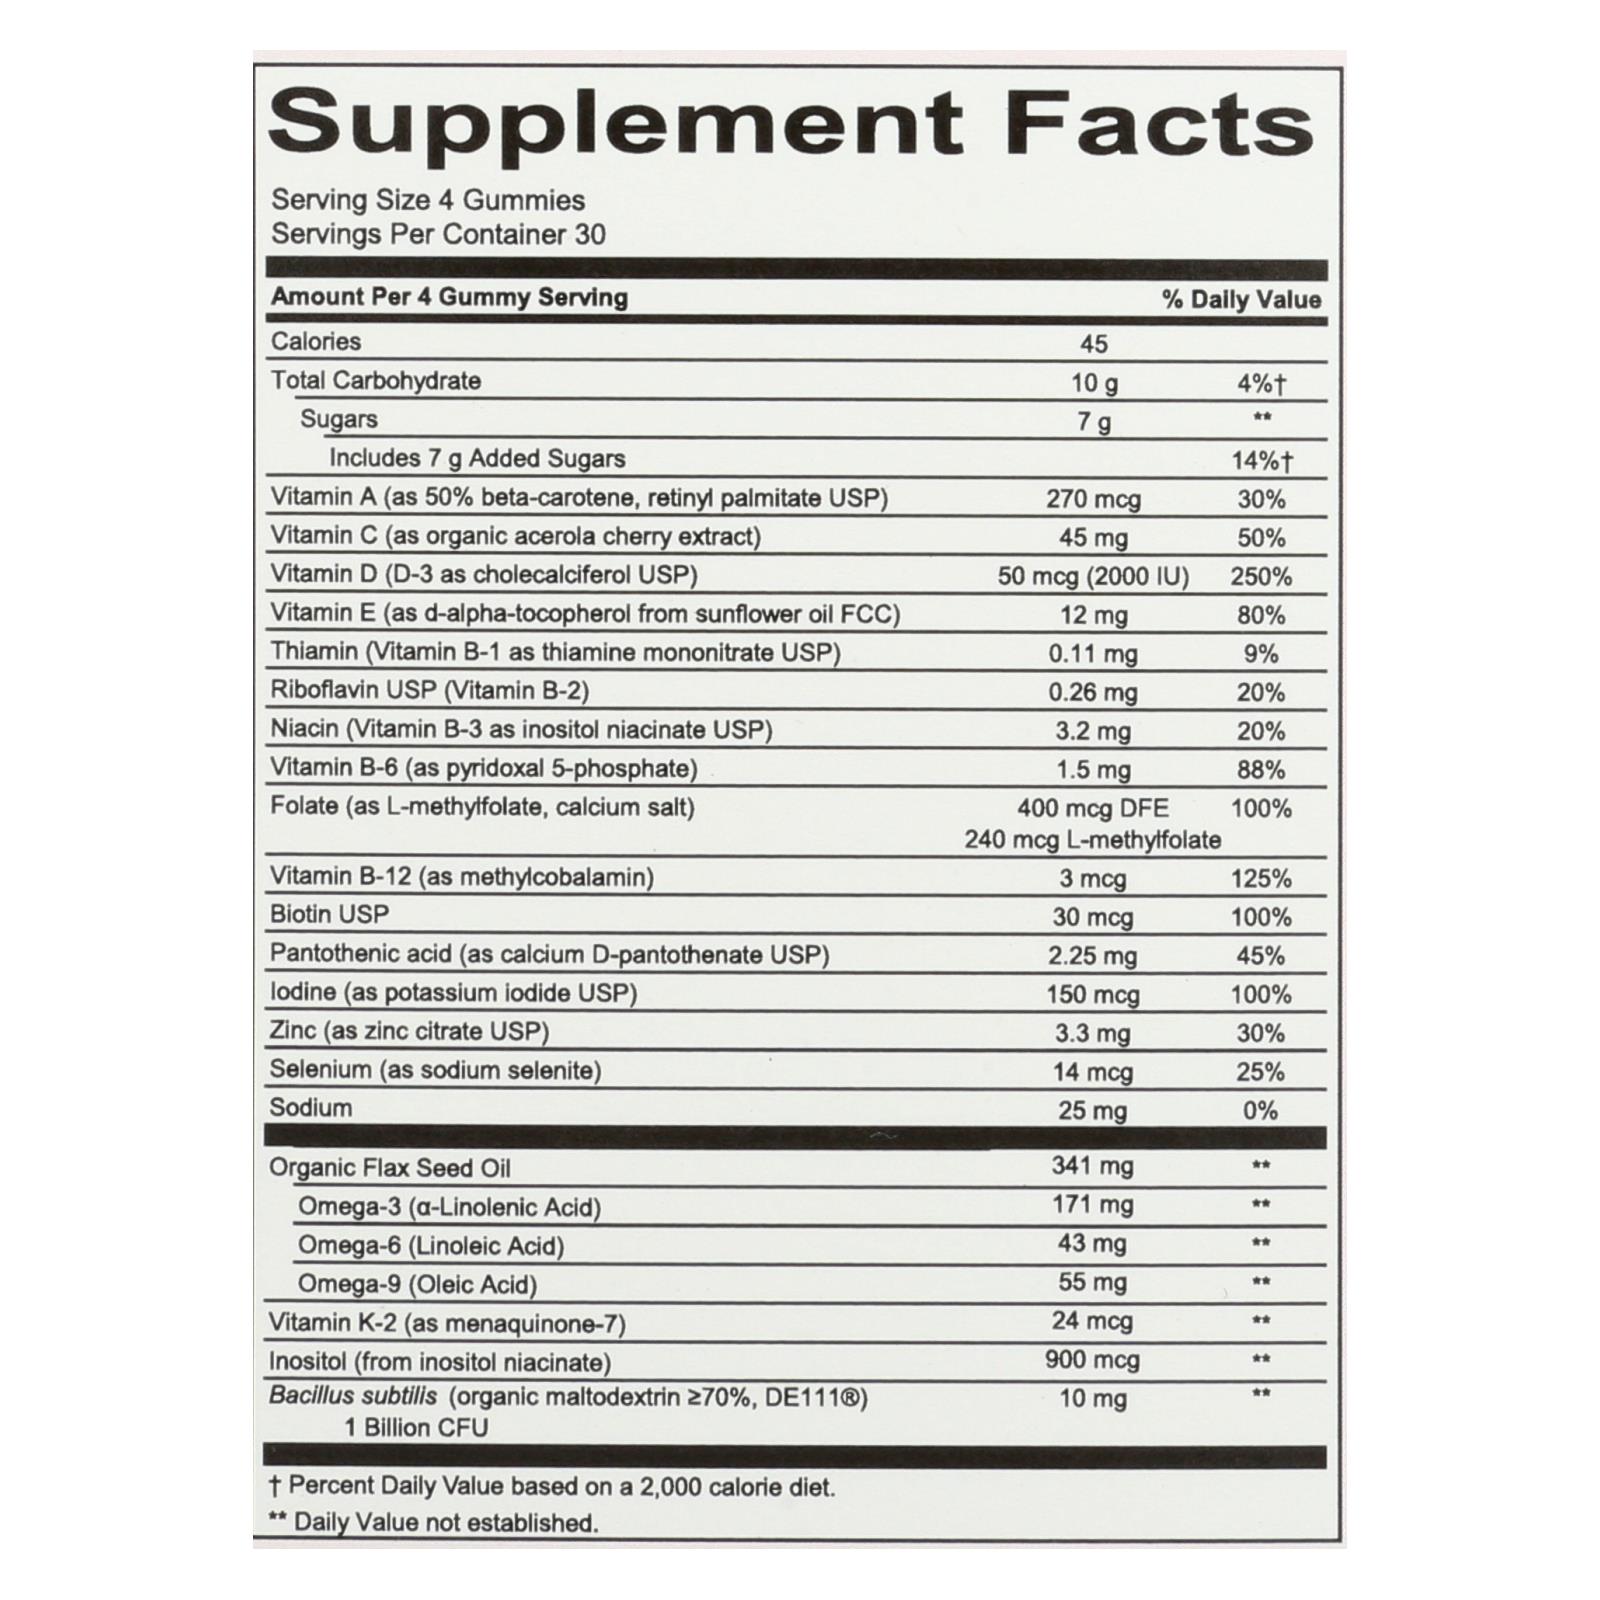 Supplement Facts
Serving Size 4 Gummies
Servings Per Container 30
Amount Per 4 Gummy Serving % Daily Value
Calories 45
Total Carbohydrate 10 g 4%†
Sugars 7 g **
Includes 7 g Added Sugars 14%†
Vitamin A (as 50% beta-carotene, retinyl palmitate USP) 270 mcg 30%
Vitamin C (as organic acerola cherry extract) 45 mg 50%
Vitamin D (D-3 as cholecalciferol USP) 50 mcg (2000 IU) 250%
Vitamin E (as d-alpha-tocopherol from sunflower oil FCC) 12 mg 80%
Thiamin (Vitamin B-1 as thiamine mononitrate USP) 0.11 mg 9%
Riboflavin USP (Vitamin B-2) 0.26 mg 20%
Niacin (Vitamin B-3 as inositol niacinate USP) 3.2 mg 20%
Vitamin B-6 (as pyridoxal 5-phosphate) 1.5 mg 88%
Folate (as L-methylfolate, calcium salt) 400 mcg DFE 100%
240 mcg L-methylfolate
Vitamin B-12 (as methylcobalamin) 3 mcg 125%
Biotin USP 30 mcg 100%
Pantothenic acid (as calcium D-pantothenate USP) 2.25 mg 45%
Iodine (as potassium iodide USP) 150 mcg 100%
Zinc (as zinc citrate USP) 3.3 mg 30%
Selenium (as sodium selenite) 14 mcg 25%
Sodium 25 mg 0%
Organic Flax Seed Oil 341 mg **
Omega-3 (α-Linolenic Acid) 171 mg **
Omega-6 (Linoleic Acid) 43 mg **
Omega-9 (Oleic Acid) 55 mg **
Vitamin K-2 (as menaquinone-7) 24 mcg **
Inositol (from inositol niacinate) 900 mcg **
Bacillus subtilis (organic maltodextrin ≥70%, DE111®) 10 mg **
1 Billion CFU
† Percent Daily Value based on a 2,000 calorie diet.
** Daily Value not established.